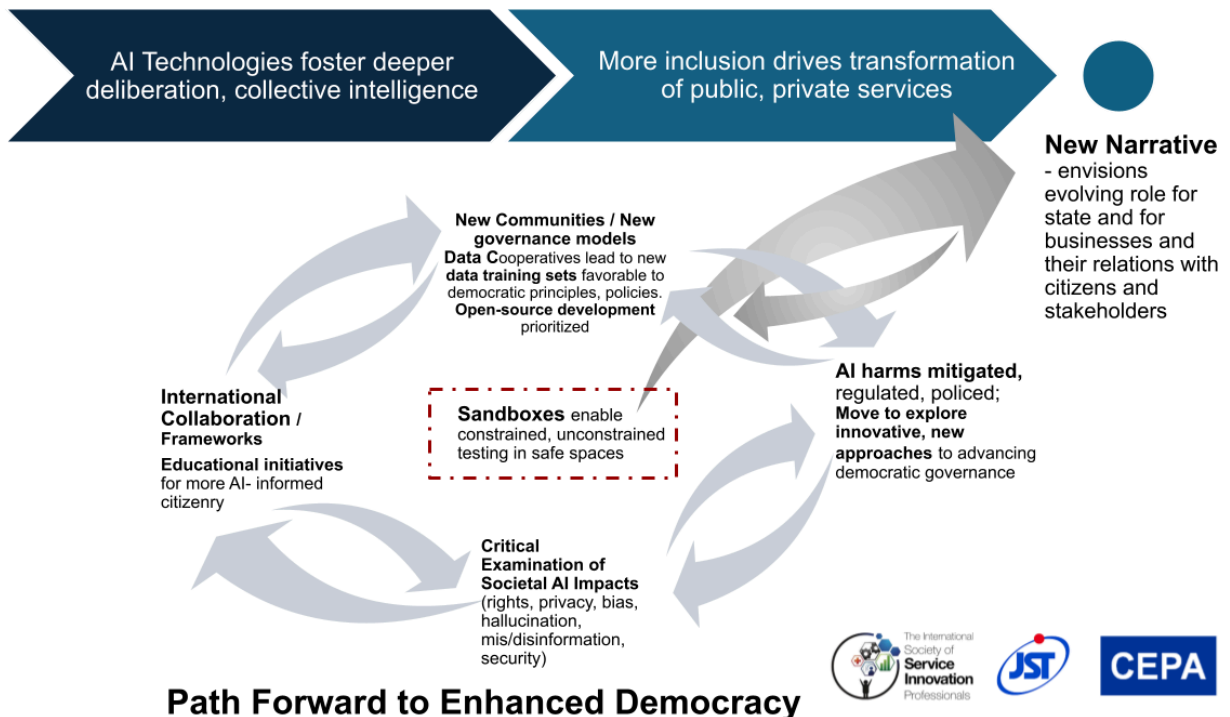 AI Technologies foster deeper
deliberation, collective intelligence
More inclusion drives transformation
of public, private services
New Narrative
- envisions
evolving role for
state and for
businesses and
their relations with
citizens and
stakeholders
New Communities / New
governance models
Data Cooperatives lead to new
data training sets favorable to
democratic principles, policies.
Open-source development
prioritized
International
Collaboration /
Frameworks
Educational initiatives
for more AI- informed
citizenry
Sandboxes enable
constrained, unconstrained
testing in safe spaces
AI harms mitigated,
regulated, policed;
Move to explore
innovative, new
approaches to advancing
democratic governance
Critical
Examination of
Societal AI Impacts
(rights, privacy, bias,
hallucination,
mis/disinformation,
security)
The International
Society of
Service
Innovation
Professionals
JST
CEPA
Path Forward to Enhanced Democracy